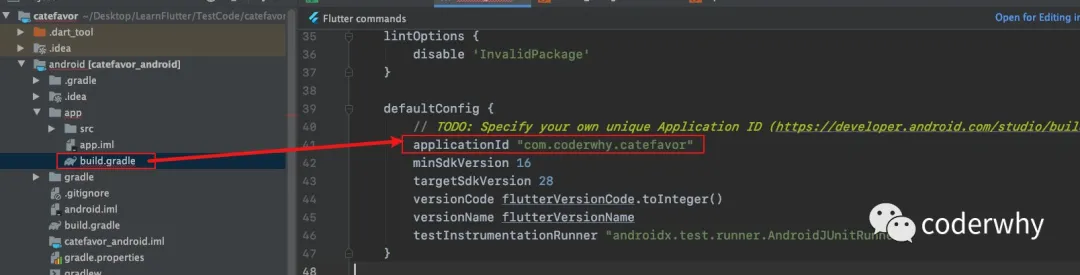 catefavor ~/Desktop/LearnFlutter/TestCode/catefavor
.dart_tool
.idea
android [catefavor_android]
.gradle
.idea
app
src
app.iml
build.gradle
gradle
.gitignore
android.iml
build.gradle
catefavor_android.iml
gradle.properties
gradlew
Flutter commands
Open for Editing in
35 lintOptions {
36 disable 'InvalidPackage'
37 }
38
39 defaultConfig {
40 // TODO: Specify your own unique Application ID (https://developer.android.com/studio/buil
41 applicationId "com.coderwhy.catefavor"
42 minSdkVersion 16
43 targetSdkVersion 28
44 versionCode flutterVersionCode.toInteger()
45 versionName flutterVersionName
46 testInstrumentationRunner "androidx.test.runner.AndroidJUnitRunner
47 }
48
coderwhy